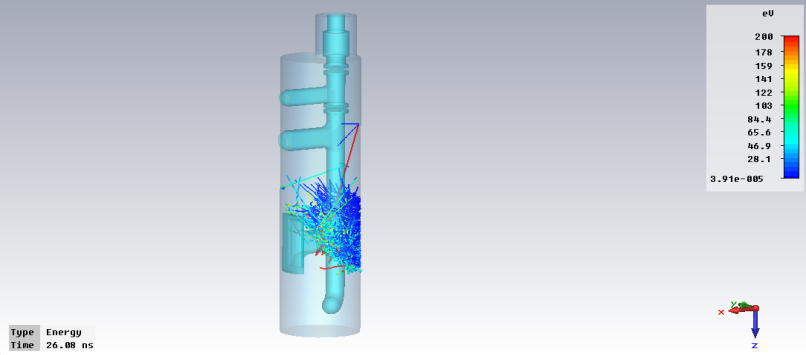 eV
200
178
159
141
122
103
84.4
65.6
46.9
28.1
3.91e-005
x
y
z
Type Energy
Time 26.08 ns